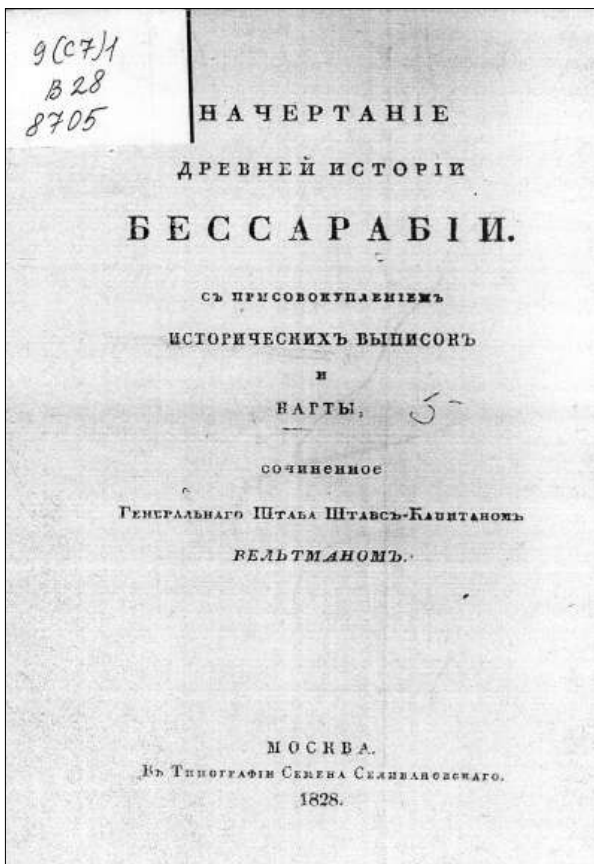 9(С7)1
В 28
8705
НАЧЕРТАНІЕ
ДРЕВНЕЙ ИСТОРІИ
БЕССАРАБІИ.
СЪ ПРИСОВОКУПЛЕНІЕМЪ
ИСТОРИЧЕСКИХЪ ВЫПИСОКЪ
И
КАРТЫ,
5-
СОЧИНЕННОЕ
ГЕНЕРАЛЬНАГО ШТАБА ШТАБСЪ-КАПИТАНОМЪ
ВЕЛЬТМАНОМЪ.
МОСКВА.
Въ Типографіи Семена Селивановскаго.
1828.